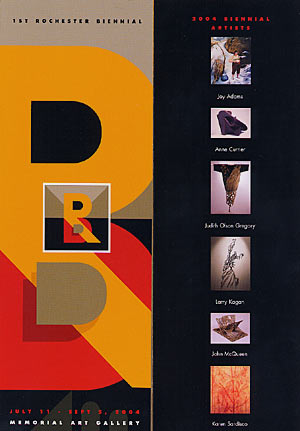 1ST ROCHESTER BIENNIAL
R
B
JULY 11 - SEPT 5, 2004
MEMORIAL ART GALLERY
2004 BIENNIAL
ARTISTS
Jay Adams
Anne Currier
Judith Olson Gregory
Larry Kagan
John McQueen
Karen Sardisco